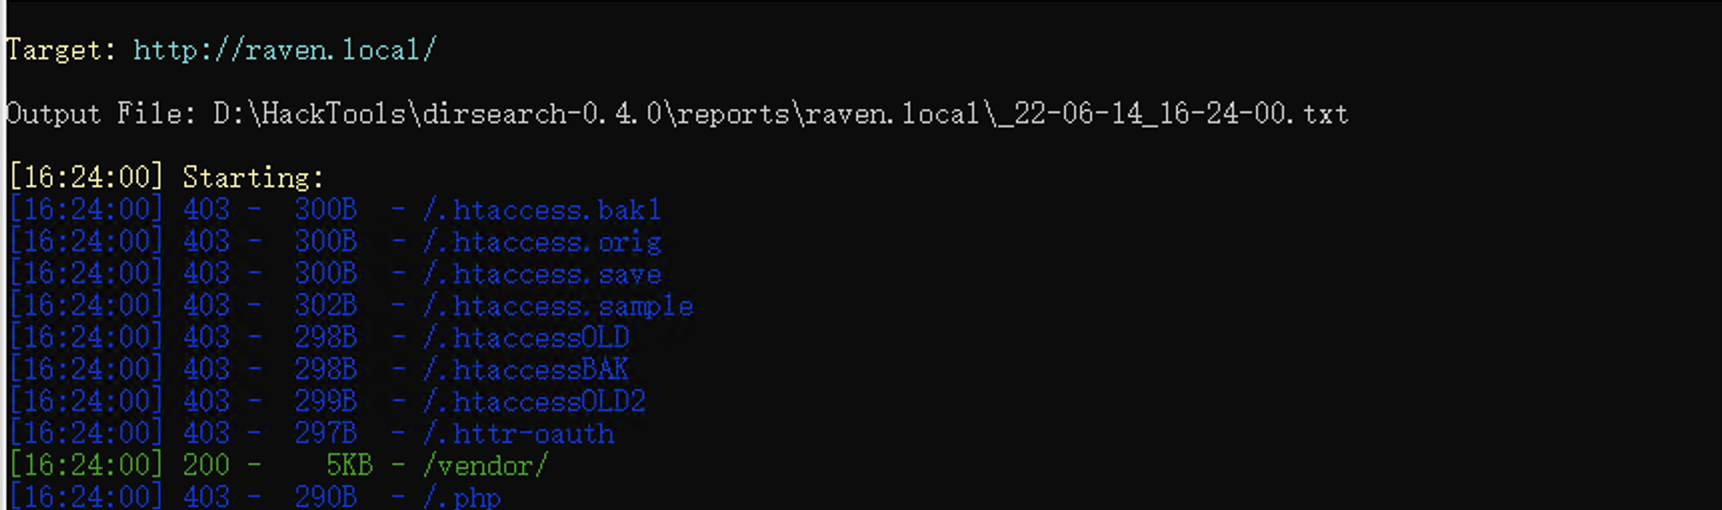 Target: http://raven.local/
Output File: D:\HackTools\dirsearch-0.4.0\reports\raven.local\_22-06-14_16-24-00.txt
[16:24:00] Starting:
[16:24:00] 403 -  300B  - /.htaccess.bak1
[16:24:00] 403 -  300B  - /.htaccess.orig
[16:24:00] 403 -  300B  - /.htaccess.save
[16:24:00] 403 -  302B  - /.htaccess.sample
[16:24:00] 403 -  298B  - /.htaccessOLD
[16:24:00] 403 -  298B  - /.htaccessBAK
[16:24:00] 403 -  299B  - /.htaccessOLD2
[16:24:00] 403 -  297B  - /.httr-oauth
[16:24:00] 200 -    5KB - /vendor/
[16:24:00] 403 -  290B  - /.php